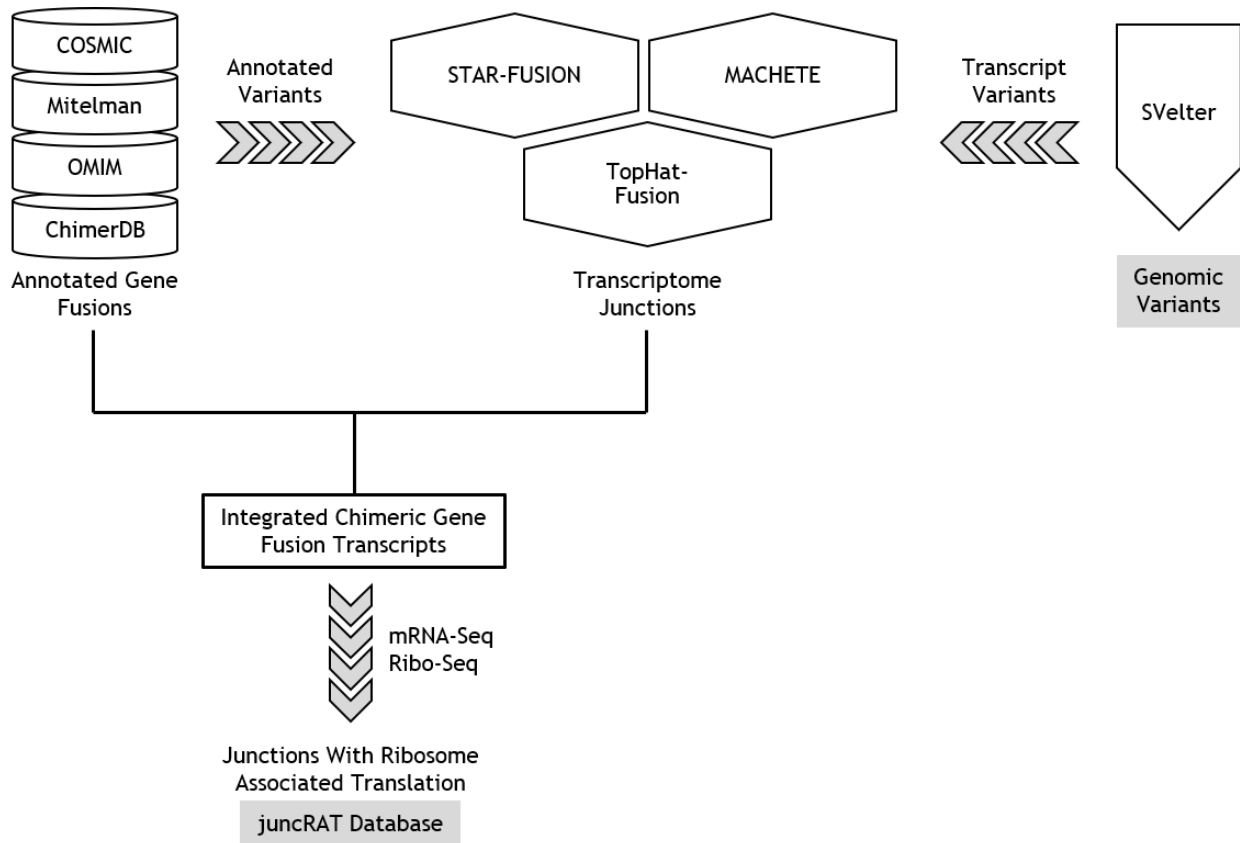 COSMIC
Mitelman
OMIM
ChimerDB
Annotated Gene
Fusions
Annotated
Variants
STAR-FUSION
MACHETE
TopHat-
Fusion
Transcriptome
Junctions
Transcript
Variants
SVelter
Genomic
Variants
Integrated Chimeric Gene
Fusion Transcripts
mRNA-Seq
Ribo-Seq
Junctions With Ribosome
Associated Translation
juncRAT Database